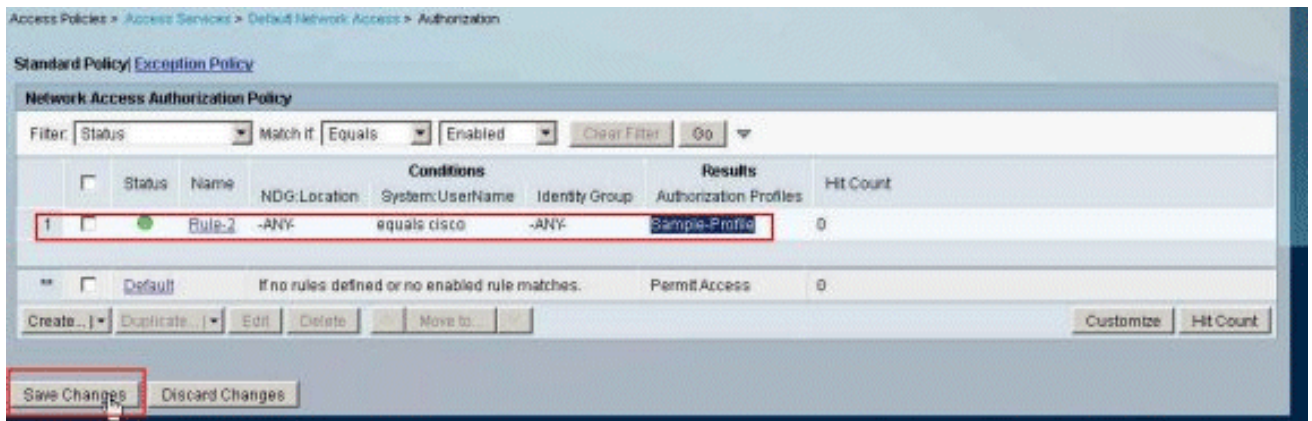 Access Policies > Access Services > Default Network Access > Authorization
Standard Policy| Exception Policy
Network Access Authorization Policy
Filter: Status Match if: Equals Enabled Clear Filter Go
Conditions Results
Status Name NDG:Location System:UserName Identity Group Authorization Profiles Hit Count
1 Rule-2 -ANY- equals cisco -ANY- Sample-Profile 0
** Default If no rules defined or no enabled rule matches. Permit Access 0
Create... | Duplicate... | Edit Delete Move to... Customize Hit Count
Save Changes Discard Changes